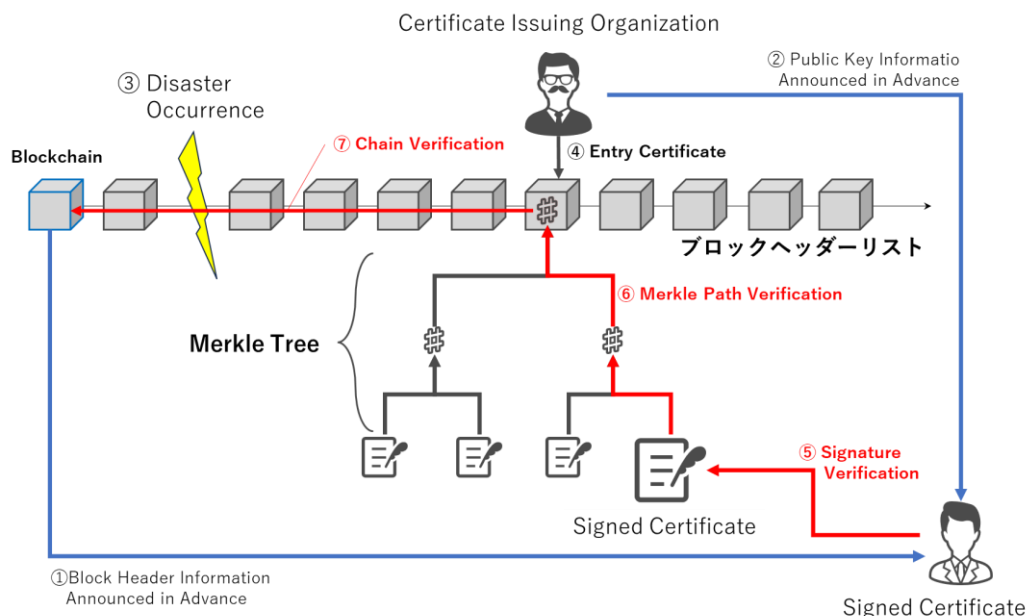 Certificate Issuing Organization
② Public Key Informatio
Announced in Advance
③ Disaster
Occurrence
⑦ Chain Verification
Blockchain
④ Entry Certificate
ブロックヘッダーリスト
⑥ Merkle Path Verification
Merkle Tree
⑤ Signature
Verification
Signed Certificate
①Block Header Information
Announced in Advance
Signed Certificate